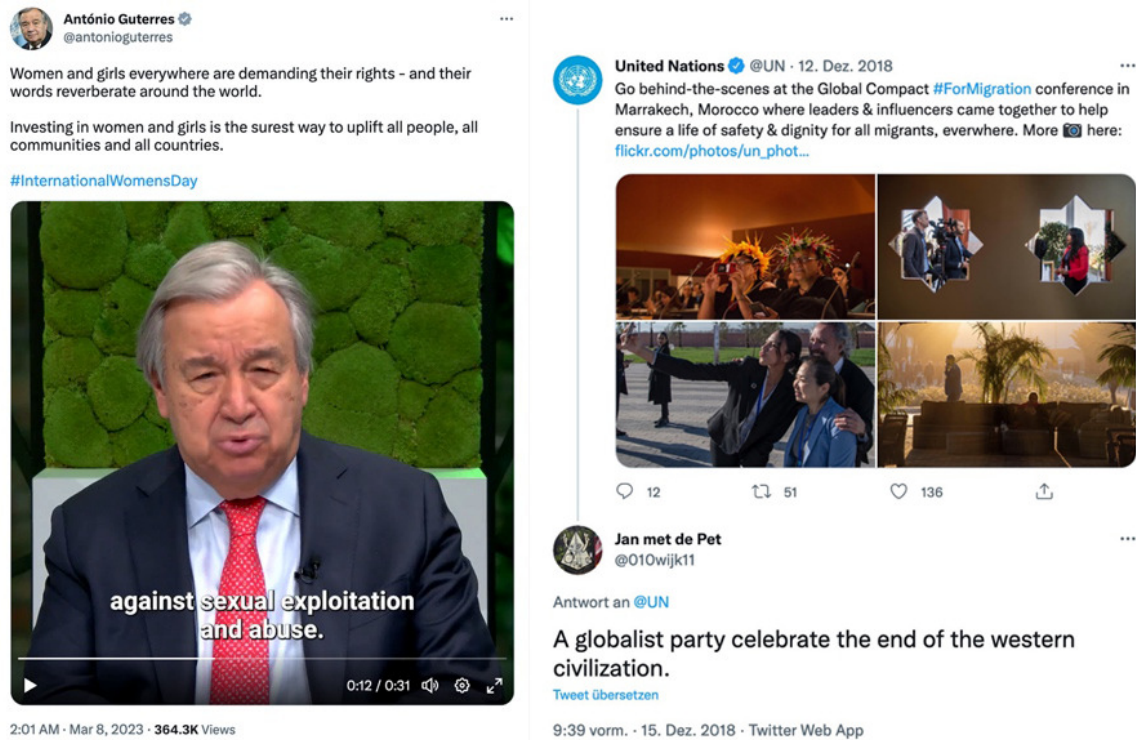 António Guterres
@antonioguterres
Women and girls everywhere are demanding their rights - and their
words reverberate around the world.
Investing in women and girls is the surest way to uplift all people, all
communities and all countries.
#InternationalWomensDay
against sexual exploitation
and abuse.
0:12 / 0:31
2:01 AM · Mar 8, 2023 · 364.3K Views
United Nations @UN · 12. Dez. 2018
Go behind-the-scenes at the Global Compact #ForMigration conference in
Marrakech, Morocco where leaders & influencers came together to help
ensure a life of safety & dignity for all migrants, everwhere. More 📷 here:
flickr.com/photos/un_phot...
12 51 136
Jan met de Pet
@010wijk11
Antwort an @UN
A globalist party celebrate the end of the western
civilization.
Tweet übersetzen
9:39 vorm. · 15. Dez. 2018 · Twitter Web App